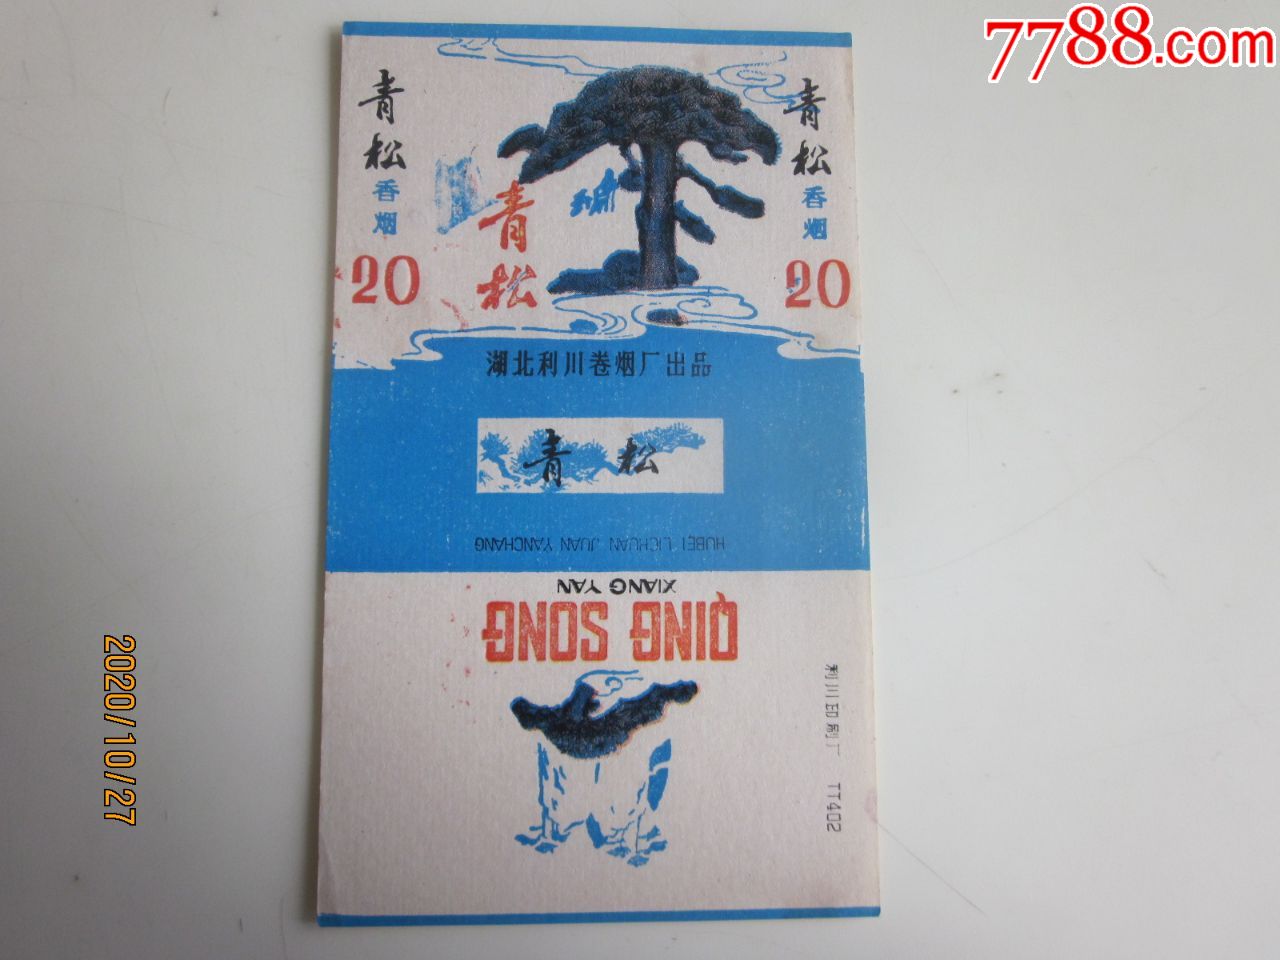 7788.com
青松
香烟
20
青松
青松
香烟
20
湖北利川卷烟厂出品
青松
HUBEI LICHUAN JUAN YANCHANG
QING SONG
XIANG YAN
利川印刷厂 TT402
2020/10/27